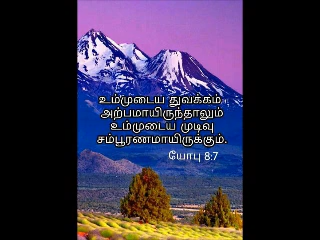 உம்முடைய துவக்கம்
அற்பமாயிருந்தாலும்
உம்முடைய முடிவு
சம்பூரணமாயிருக்கும்.
யோபு 8:7